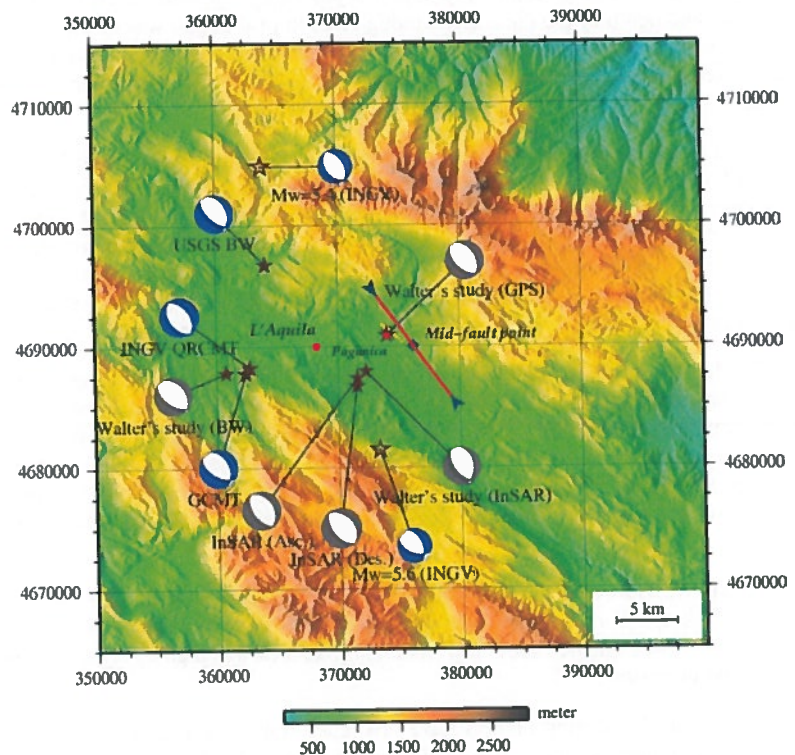 350000 360000 370000 380000 390000
4710000 4710000
Mw=5.4 (INGV)
4700000 4700000
USGS BW
Walter's study (GPS)
INGV QRCMT
L'Aquila
Mid-fault point
Paganica
4690000 4690000
Walter's study (BW)
4680000 4680000
GCMT
Walter's study (InSAR)
InSAR (Asc.)
InSAR (Des.)
Mw=5.6 (INGV)
4670000 4670000
5 km
350000 360000 370000 380000 390000
meter
500 1000 1500 2000 2500